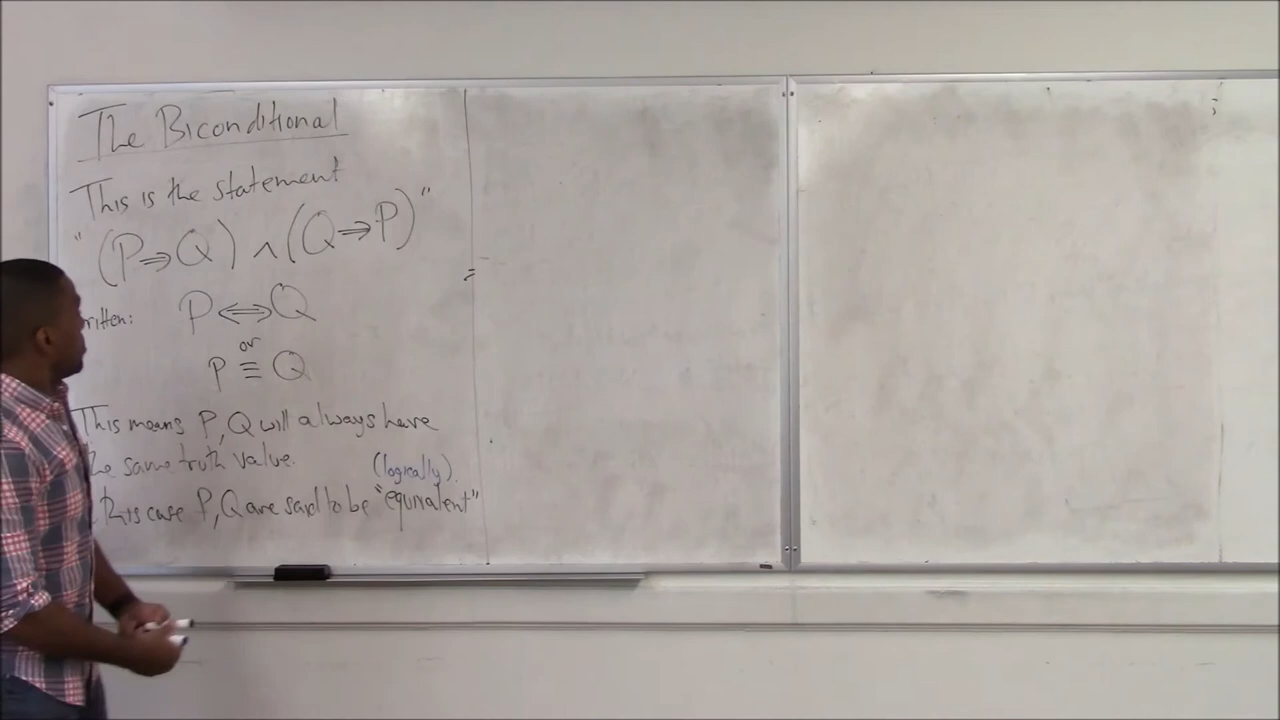 The Biconditional
This is the statement
"(P⇒Q) ∧ (Q⇒P)"
ritten: P⇔Q
or
P ≡ Q
This means P, Q will always have
he same truth value.
(logically)
this case P, Q are said to be "equivalent"